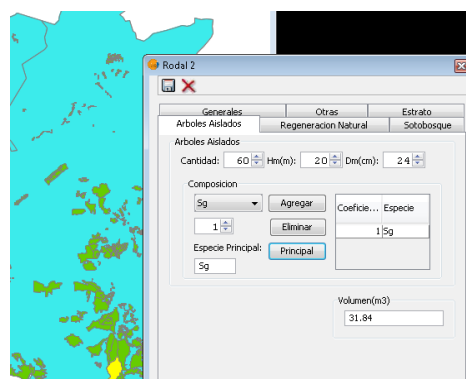 Rodal 2
Generales Otras Estrato
Arboles Aislados Regeneracion Natural Sotobosque
Arboles Aislados
Cantidad: 60 Hm(m): 20 Dm(cm): 24
Composicion
Sg Agregar Coeficie... Especie
1 Eliminar 1 Sg
Especie Principal: Principal
Sg
Volumen(m3)
31.84